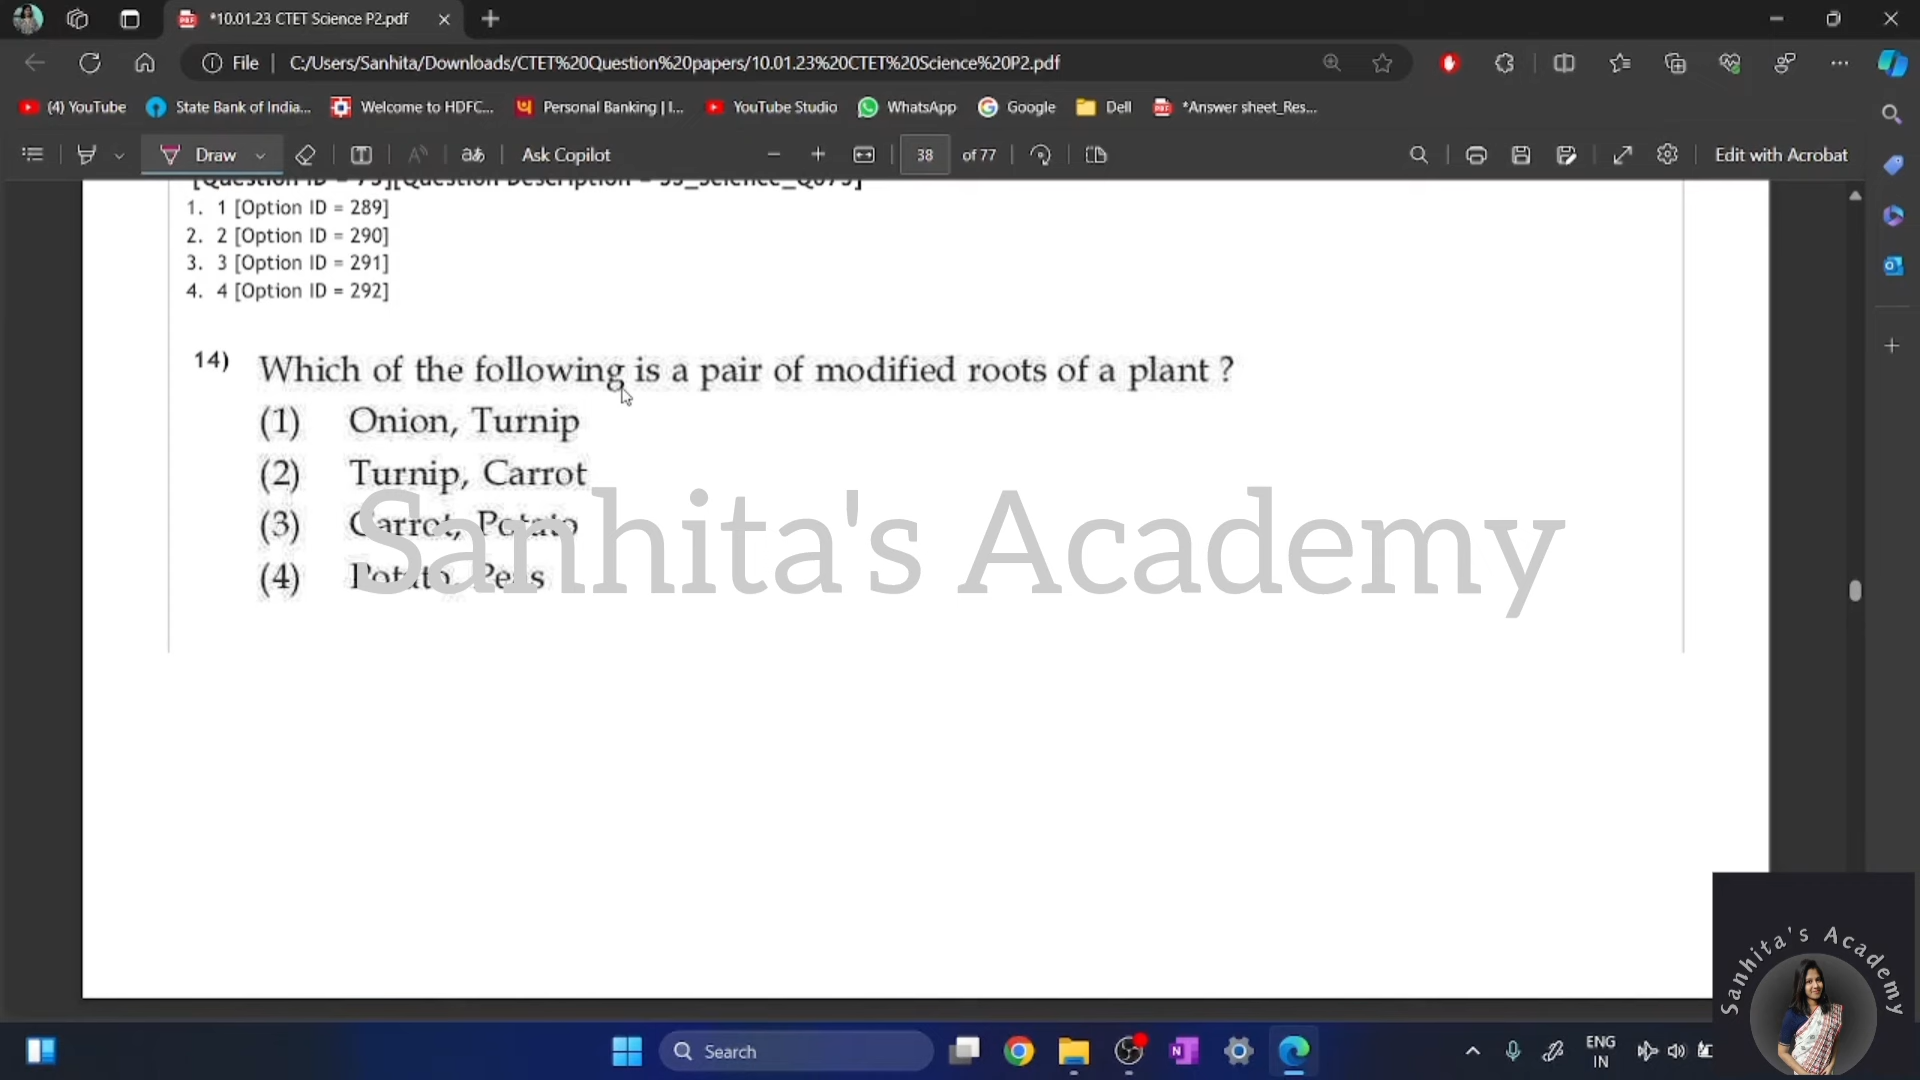 *10.01.23 CTET Science P2.pdf
File
C:/Users/Sanhita/Downloads/CTET%20Question%20papers/10.01.23%20CTET%20Science%20P2.pdf
(4) YouTube
State Bank of India...
Welcome to HDFC...
Personal Banking | I...
YouTube Studio
WhatsApp
Google
Dell
*Answer sheet_Res...
Draw
Ask Copilot
38 of 77
Edit with Acrobat
1. 1 [Option ID = 289]
2. 2 [Option ID = 290]
3. 3 [Option ID = 291]
4. 4 [Option ID = 292]
14) Which of the following is a pair of modified roots of a plant ?
(1) Onion, Turnip
(2) Turnip, Carrot
(3) Carrot, Potato
(4) Potato, Peas
Sanhita's Academy
Sanhita's Academy
Search
ENG
IN